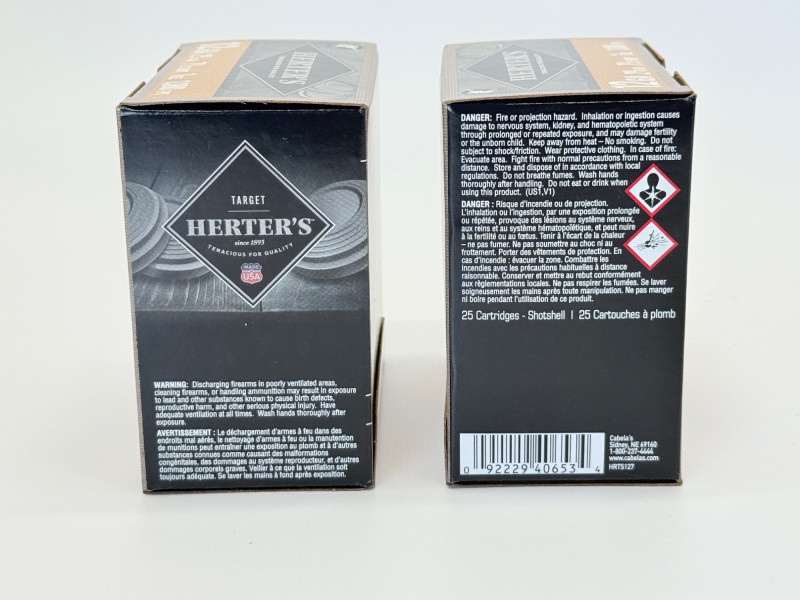 HERTER'S
TARGET
HERTER'S™
since 1893
TENACIOUS FOR QUALITY
MADE
USA
WARNING: Discharging firearms in poorly ventilated areas,
cleaning firearms, or handling ammunition may result in exposure
to lead and other substances known to cause birth defects,
reproductive harm, and other serious physical injury. Have
adequate ventilation at all times. Wash hands thoroughly after
exposure.
AVERTISSEMENT : Le déchargement d'armes à feu dans des
endroits mal aérés, le nettoyage d'armes à feu ou la manutention
de munitions peut entraîner une exposition au plomb et à d'autres
substances connues comme causant des malformations
congénitales, des dommages au système reproducteur, et d'autres
dommages corporels graves. Veiller à ce que la ventilation soit
toujours adéquate. Se laver les mains à fond après exposition.
HERTER'S
DANGER: Fire or projection hazard. Inhalation or ingestion causes
damage to nervous system, kidney, and hematopoietic system
through prolonged or repeated exposure, and may damage fertility
or the unborn child. Keep away from heat – No smoking. Do not
subject to shock/friction. Wear protective clothing. In case of fire:
Evacuate area. Fight fire with normal precautions from a reasonable
distance. Store and dispose of in accordance with local
regulations. Do not breathe fumes. Wash hands
thoroughly after handling. Do not eat or drink when
using this product. (US1,V1)
DANGER : Risque d'incendie ou de projection.
L'inhalation ou l'ingestion, par une exposition prolongée
ou répétée, provoque des lésions au système nerveux,
aux reins et au système hématopoïétique, et peut nuire
à la fertilité ou au fœtus. Tenir à l'écart de la chaleur
– ne pas fumer. Ne pas soumettre au choc ni au
frottement. Porter des vêtements de protection. En
cas d'incendie : évacuer la zone. Combattre les
incendies avec les précautions habituelles à distance
raisonnable. Conserver et mettre au rebut conformément
aux règlementations locales. Ne pas respirer les fumées. Se laver
soigneusement les mains après toute manipulation. Ne pas manger
ni boire pendant l'utilisation de ce produit.
25 Cartridges - Shotshell | 25 Cartouches à plomb
0 92229 40653 4
Cabela's
Sidney, NE 69160
1-800-237-4444
www.cabelas.com
HRTS127